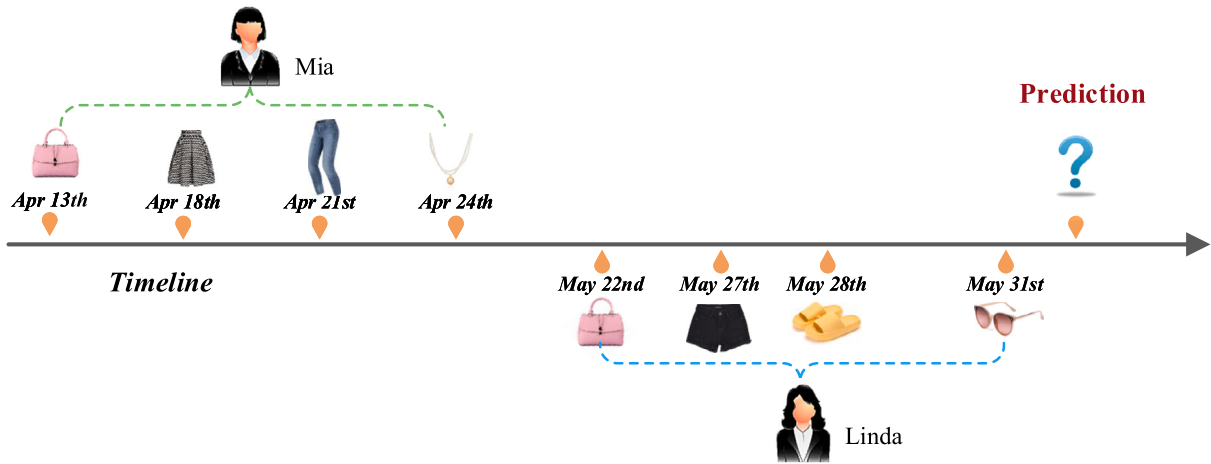 Mia
Prediction
Apr 13th Apr 18th Apr 21st Apr 24th
Timeline
May 22nd May 27th May 28th May 31st
Linda